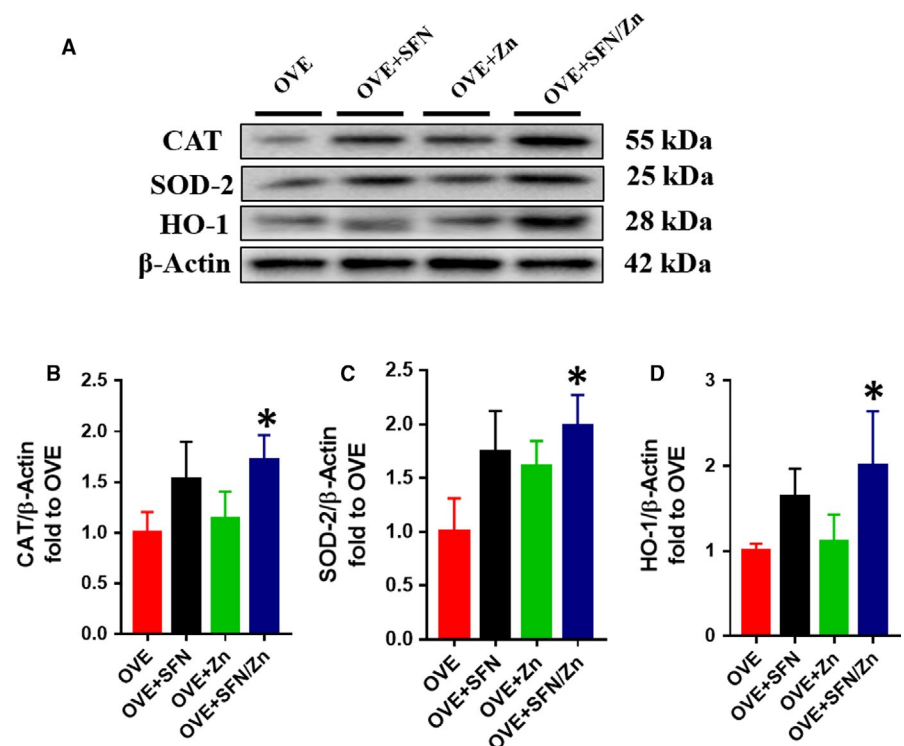 A
OVE
OVE+SFN
OVE+Zn
OVE+SFN/Zn
CAT
55 kDa
SOD-2
25 kDa
HO-1
28 kDa
β-Actin
42 kDa
B
CAT/β-Actin
fold to OVE
2.5
2.0
1.5
1.0
0.5
0.0
*
OVE
OVE+SFN
OVE+Zn
OVE+SFN/Zn
C
SOD-2/β-Actin
fold to OVE
2.5
2.0
1.5
1.0
0.5
0.0
*
OVE
OVE+SFN
OVE+Zn
OVE+SFN/Zn
D
HO-1/β-Actin
fold to OVE
3
2
1
0
*
OVE
OVE+SFN
OVE+Zn
OVE+SFN/Zn